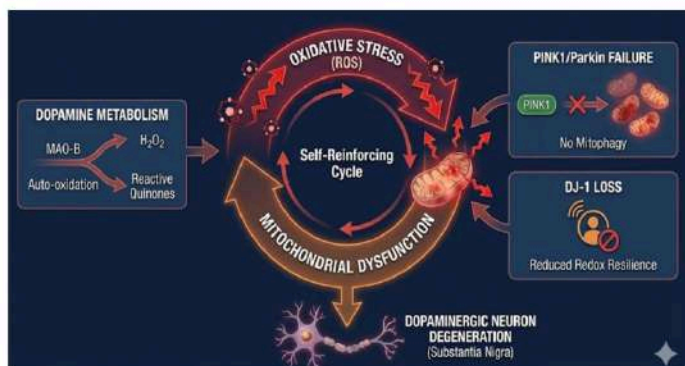 DOPAMINE METABOLISM
MAO-B
H₂O₂
Auto-oxidation
Reactive
Quinones
OXIDATIVE STRESS
(ROS)
Self-Reinforcing
Cycle
MITOCHONDRIAL DYSFUNCTION
PINK1/Parkin FAILURE
PINK1
No Mitophagy
DJ-1 LOSS
Reduced Redox Resilience
DOPAMINERGIC NEURON
DEGENERATION
(Substantia Nigra)